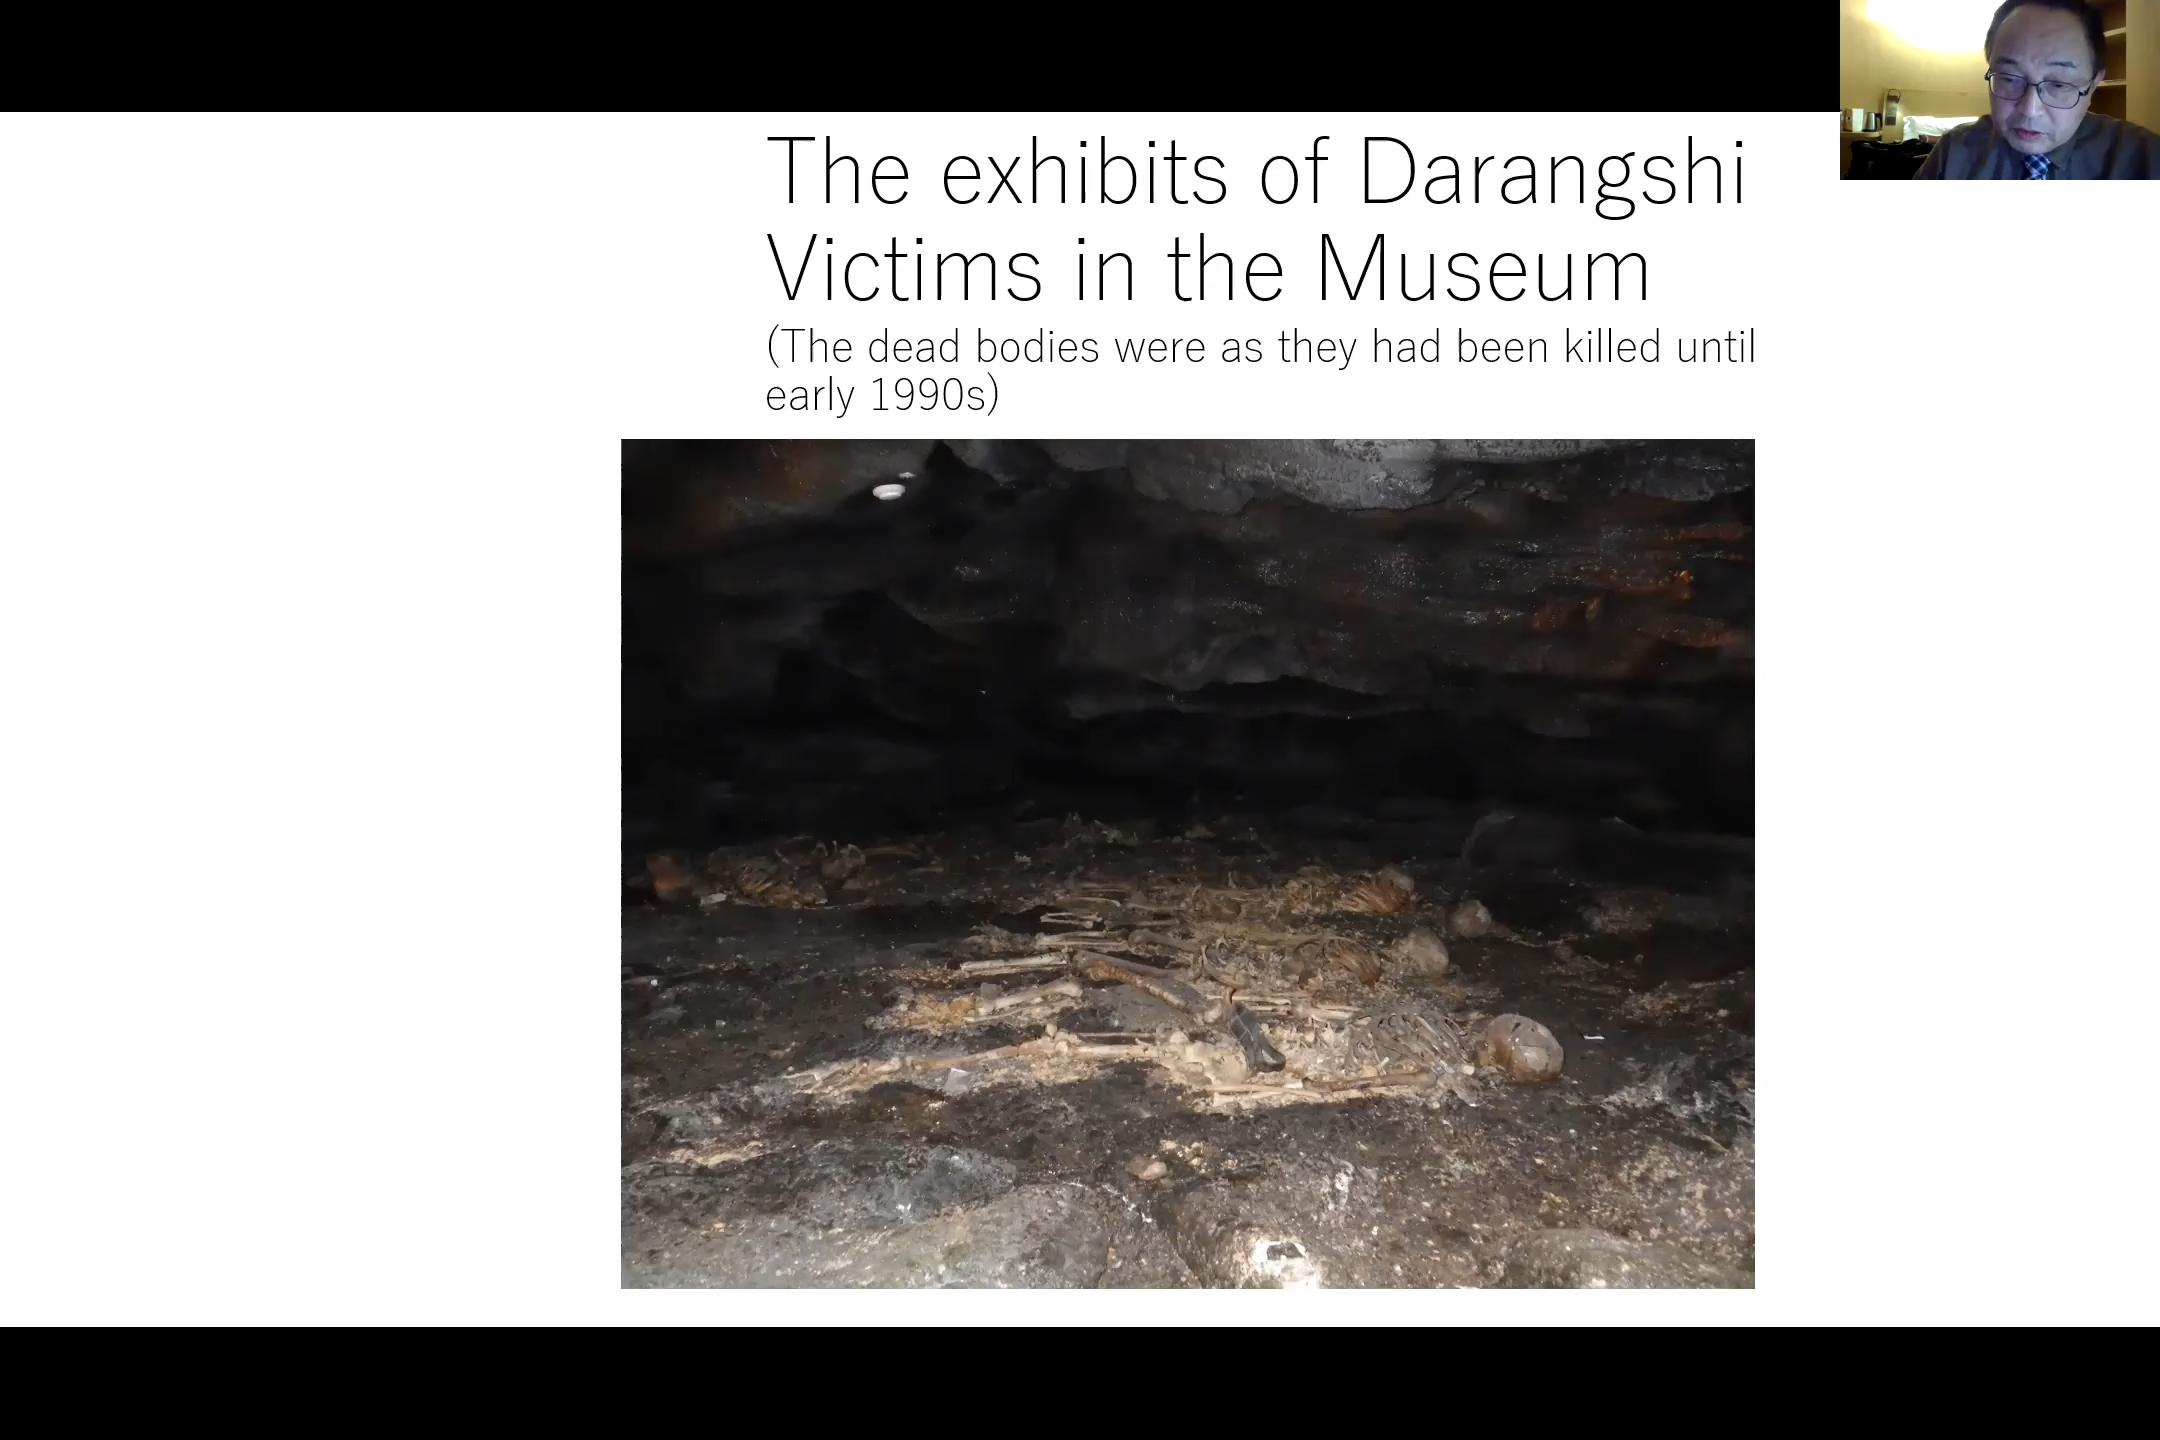 The exhibits of Darangshi
Victims in the Museum
(The dead bodies were as they had been killed until
early 1990s)